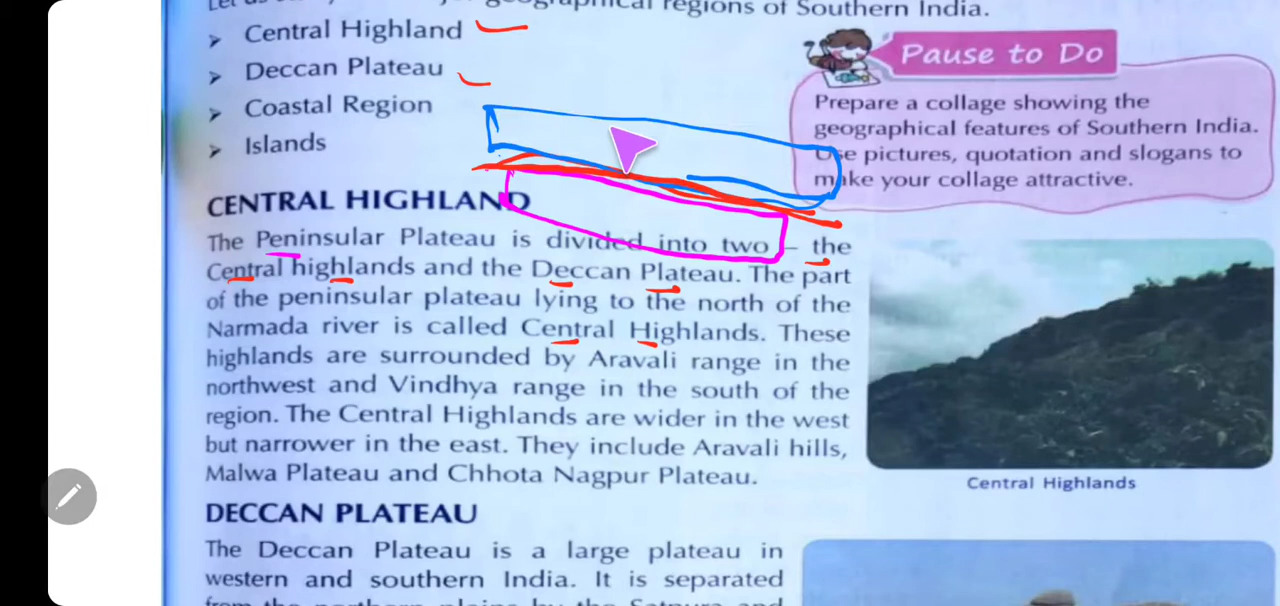 geographical regions of Southern India.
➤ Central Highland
➤ Deccan Plateau
➤ Coastal Region
➤ Islands
Pause to Do
Prepare a collage showing the
geographical features of Southern India.
Use pictures, quotation and slogans to
make your collage attractive.
CENTRAL HIGHLAND
The Peninsular Plateau is divided into two – the
Central highlands and the Deccan Plateau. The part
of the peninsular plateau lying to the north of the
Narmada river is called Central Highlands. These
highlands are surrounded by Aravali range in the
northwest and Vindhya range in the south of the
region. The Central Highlands are wider in the west
but narrower in the east. They include Aravali hills,
Malwa Plateau and Chhota Nagpur Plateau.
Central Highlands
DECCAN PLATEAU
The Deccan Plateau is a large plateau in
western and southern India. It is separated